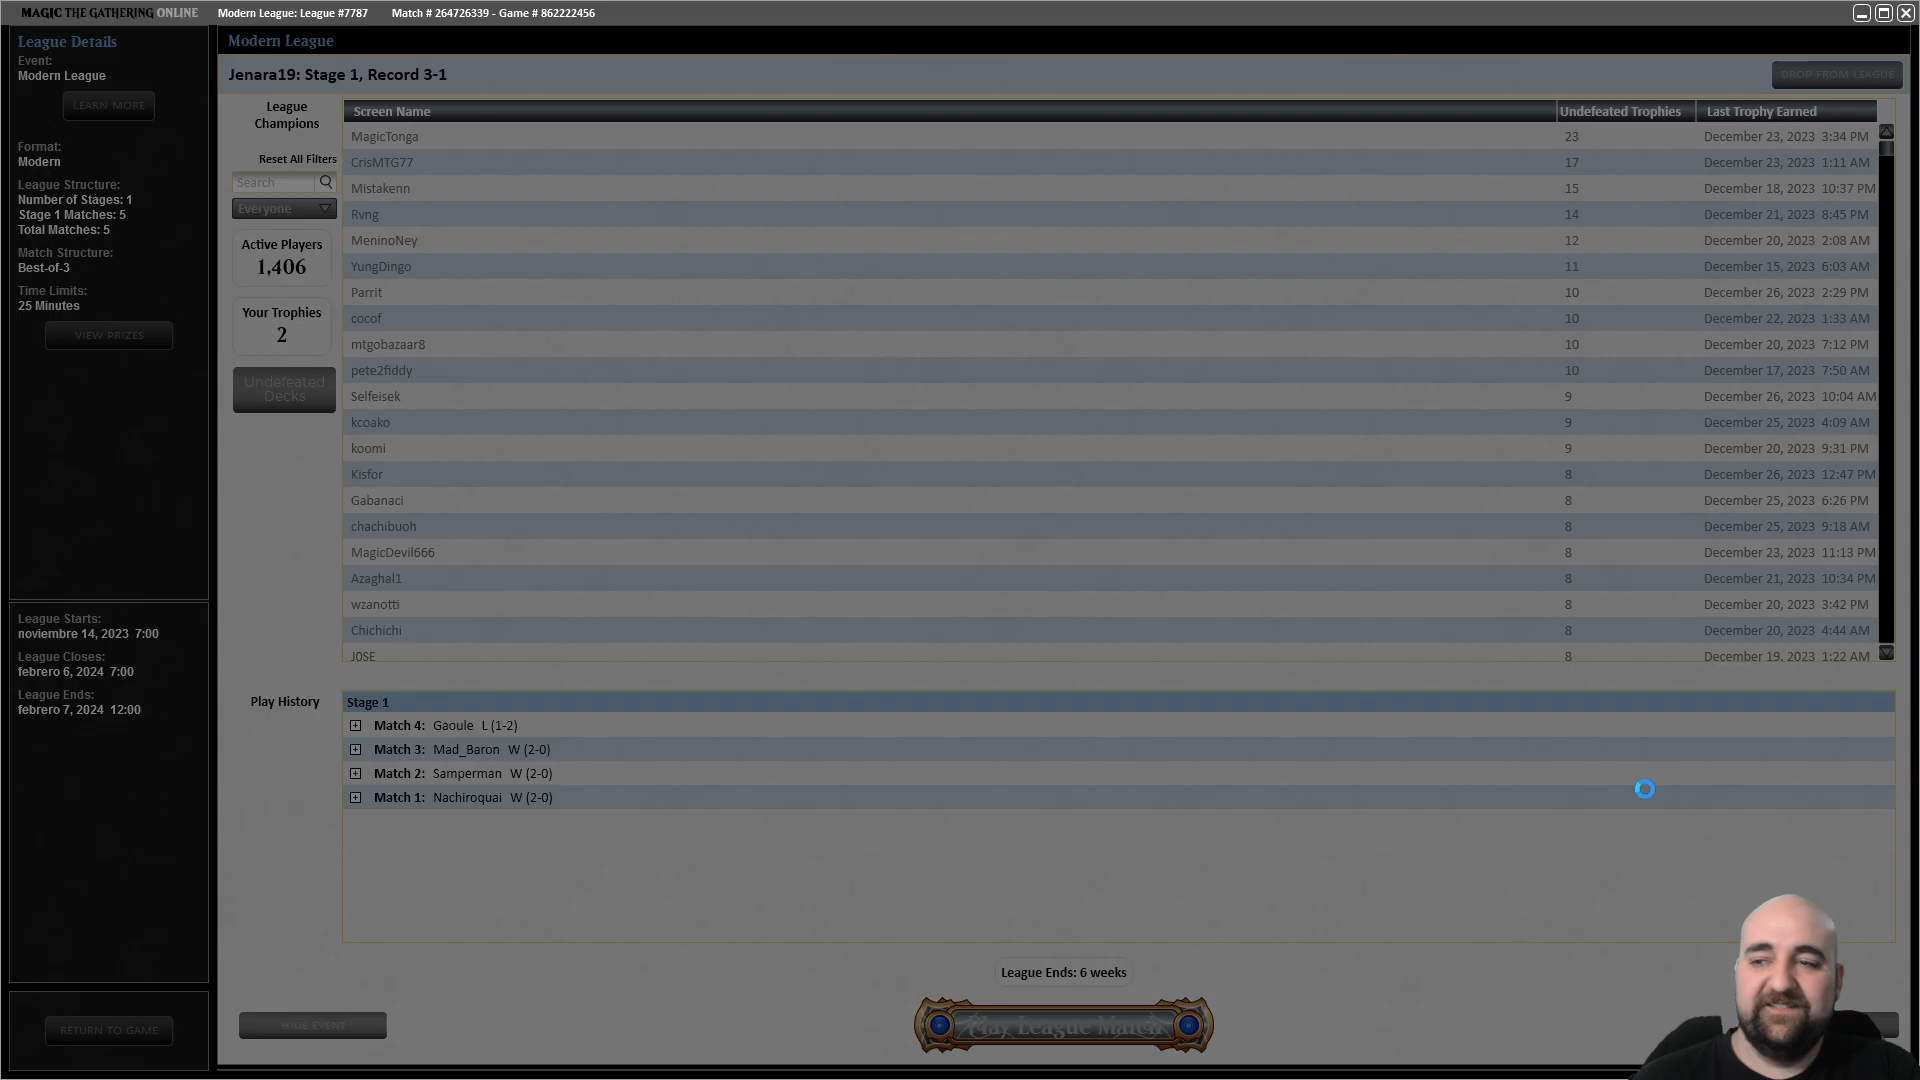 MAGIC THE GATHERING ONLINE
Modern League: League #7787 Match # 264726339 - Game # 862222456
League Details
Event:
Modern League
LEARN MORE
Format:
Modern
League Structure:
Number of Stages: 1
Stage 1 Matches: 5
Total Matches: 5
Match Structure:
Best-of-3
Time Limits:
25 Minutes
VIEW PRIZES
League Starts:
noviembre 14, 2023 7:00
League Closes:
febrero 6, 2024 7:00
League Ends:
febrero 7, 2024 12:00
RETURN TO GAME
Modern League
Jenara19: Stage 1, Record 3-1
DROP FROM LEAGUE
League
Champions
Reset All Filters
Search
Everyone
Active Players
1,406
Your Trophies
2
Undefeated
Decks
Screen Name Undefeated Trophies Last Trophy Earned
MagicTonga 23 December 23, 2023 3:34 PM
CrisMTG77 17 December 23, 2023 1:11 AM
Mistakenn 15 December 18, 2023 10:37 PM
Rvng 14 December 21, 2023 8:45 PM
MeninoNey 12 December 20, 2023 2:08 AM
YungDingo 11 December 15, 2023 6:03 AM
Parrit 10 December 26, 2023 2:29 PM
cocof 10 December 22, 2023 1:33 AM
mtgobazaar8 10 December 20, 2023 7:12 PM
pete2fiddy 10 December 17, 2023 7:50 AM
Selfeisek 9 December 26, 2023 10:04 AM
kcoako 9 December 25, 2023 4:09 AM
koomi 9 December 20, 2023 9:31 PM
Kisfor 8 December 26, 2023 12:47 PM
Gabanaci 8 December 25, 2023 6:26 PM
chachibuoh 8 December 25, 2023 9:18 AM
MagicDevil666 8 December 23, 2023 11:13 PM
Azaghal1 8 December 21, 2023 10:34 PM
wzanotti 8 December 20, 2023 3:42 PM
Chichichi 8 December 20, 2023 4:44 AM
J0SE 8 December 19, 2023 1:22 AM
Play History
Stage 1
Match 4: Gaoule L (1-2)
Match 3: Mad_Baron W (2-0)
Match 2: Samperman W (2-0)
Match 1: Nachiroquai W (2-0)
League Ends: 6 weeks
HIDE EVENT
Play League Match